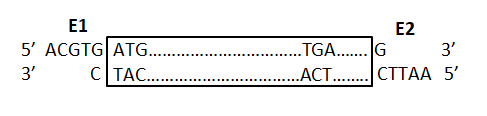 E1 E2
5’ ACGTG ATG……………………………TGA……. G 3’
3’ C TAC……………………………ACT…….. CTTAA 5’